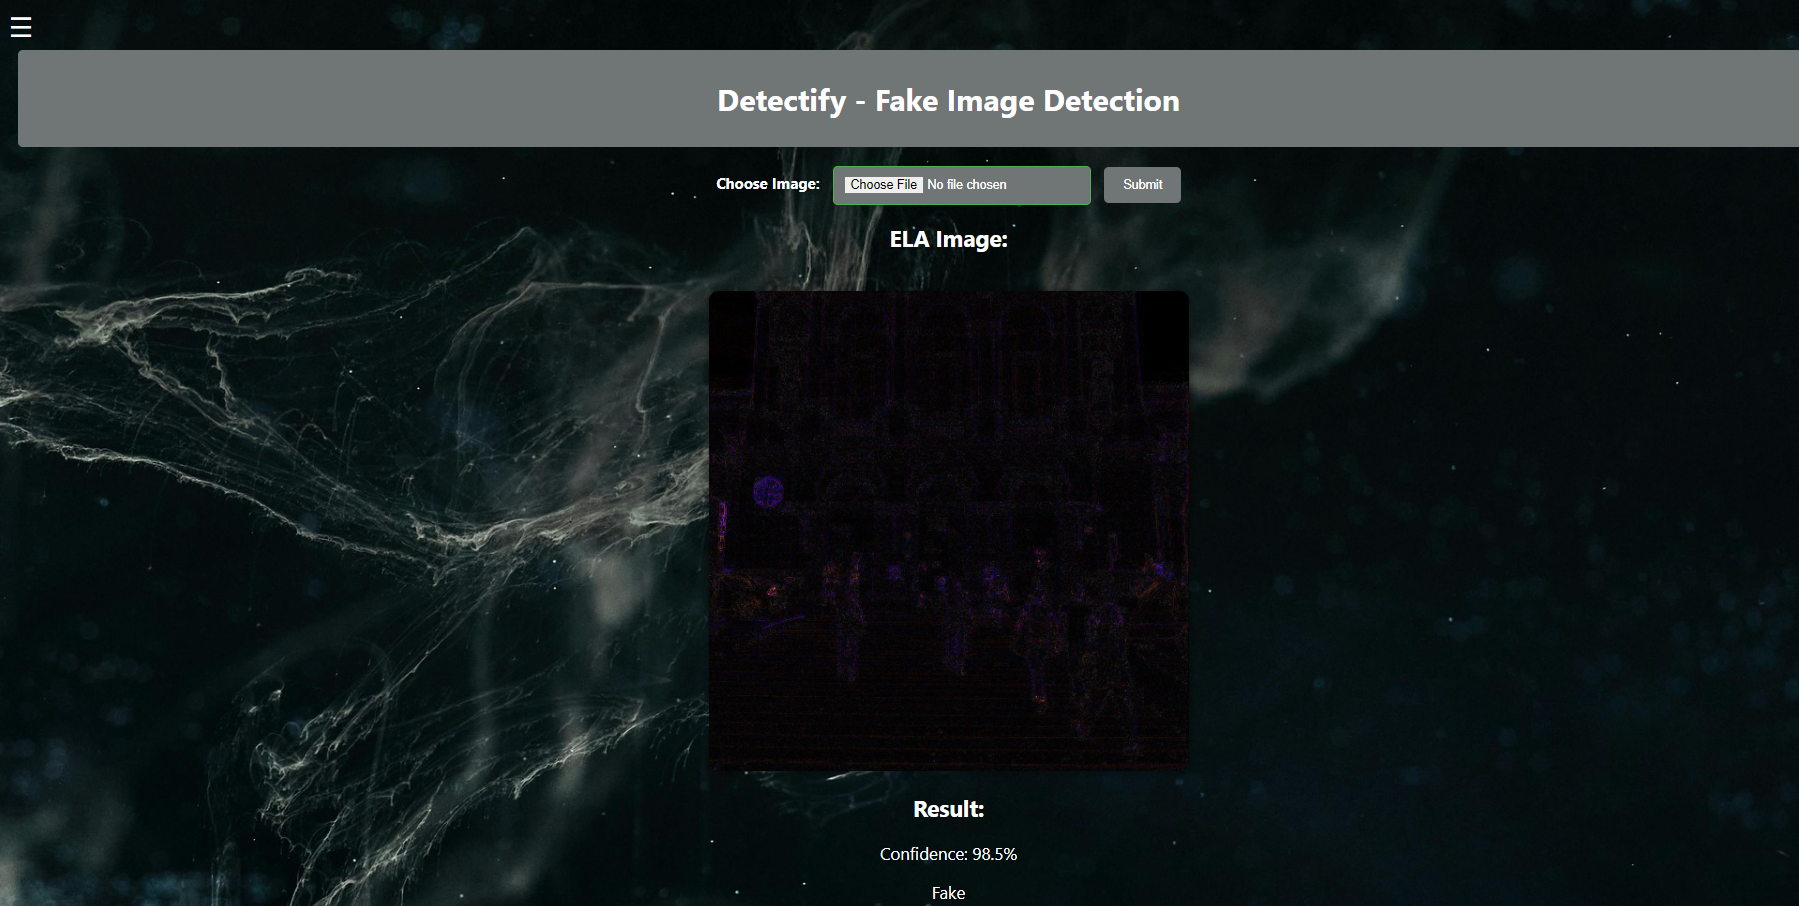 ☰
Detectify - Fake Image Detection
Choose Image: Choose File No file chosen Submit
ELA Image:
Result:
Confidence: 98.5%
Fake